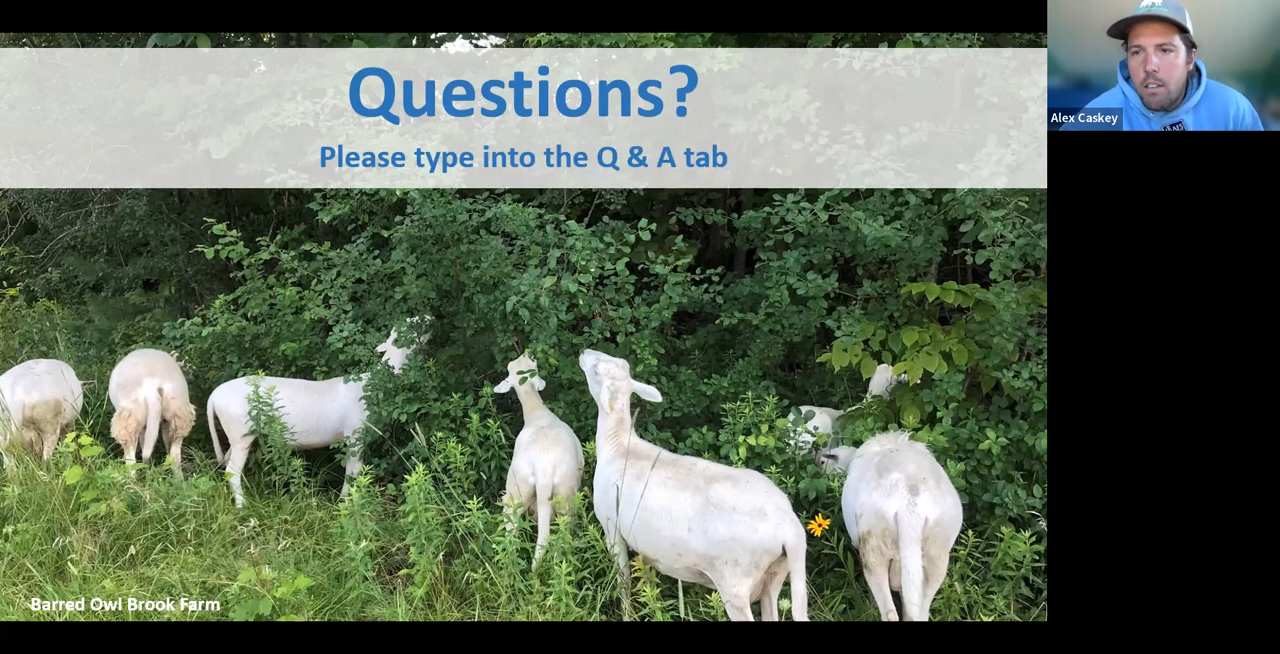 Questions?
Please type into the Q & A tab
Alex Caskey
Barred Owl Brook Farm